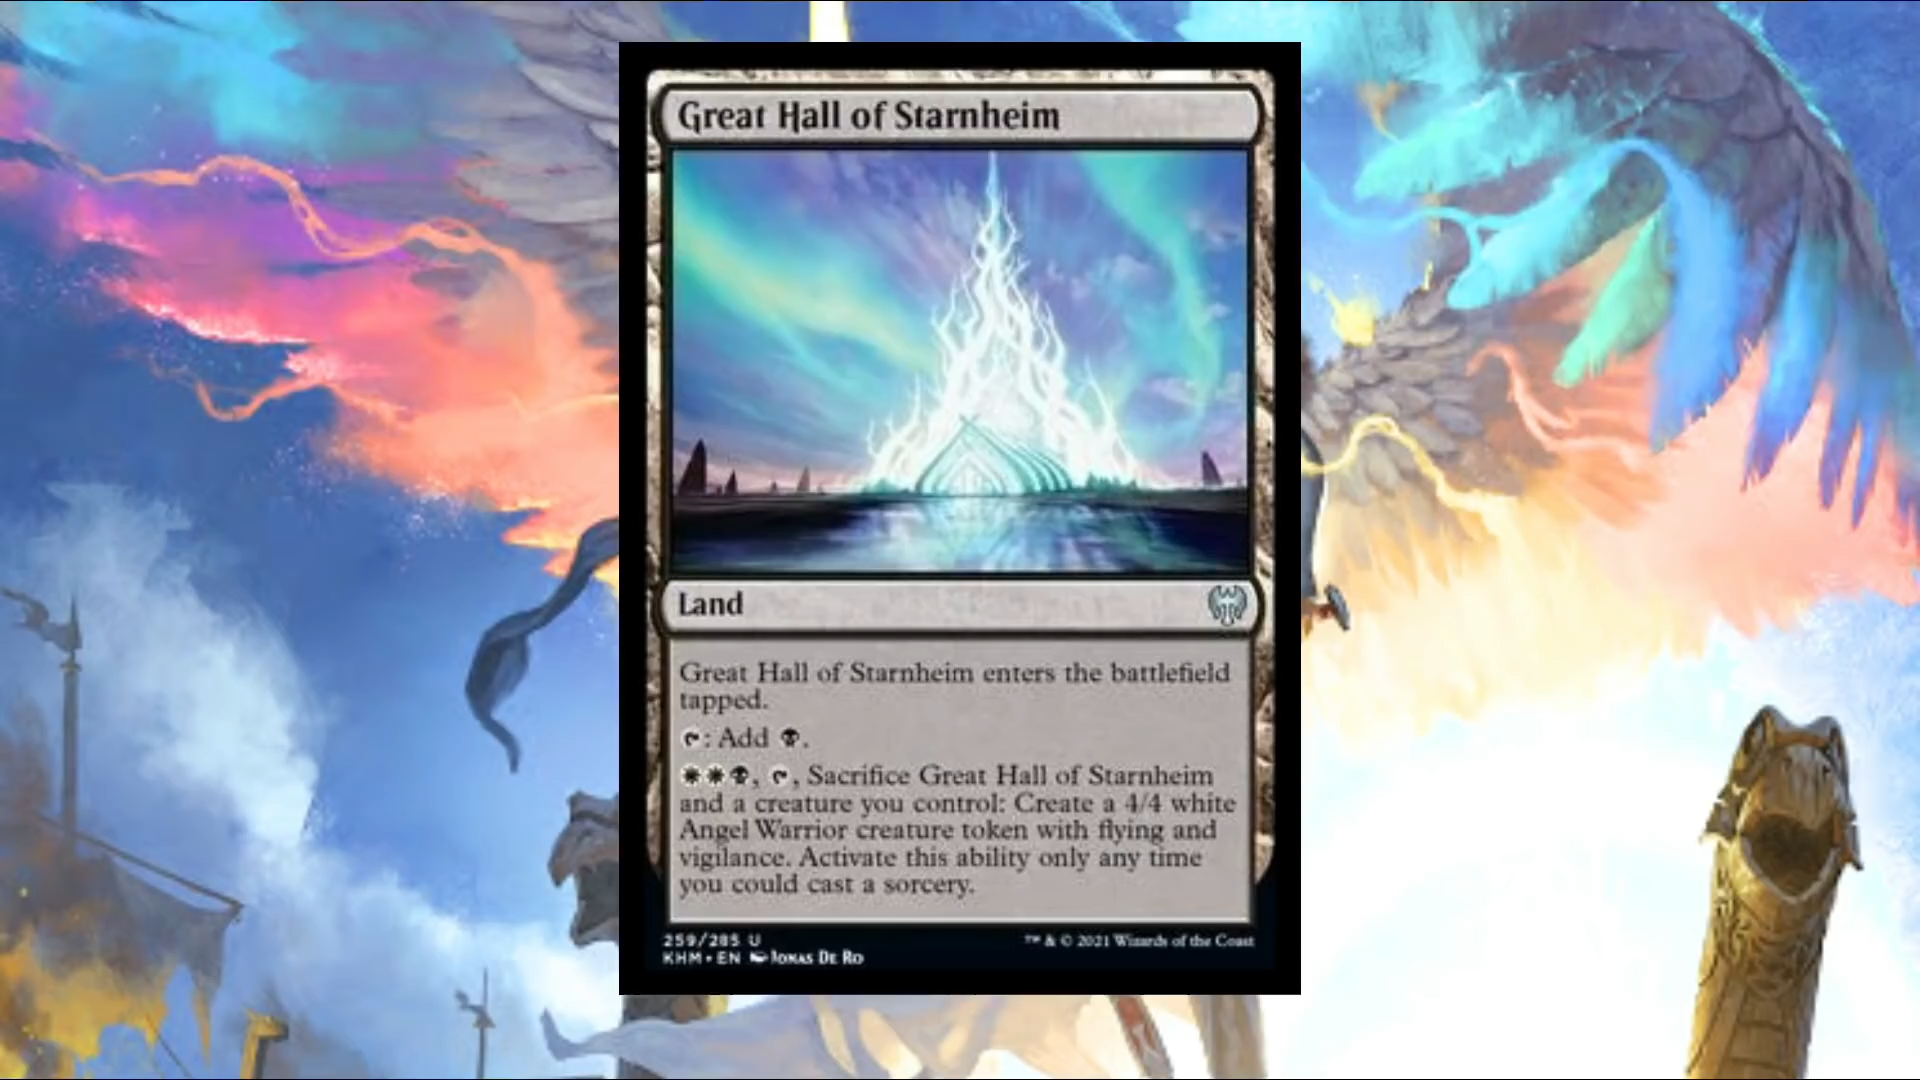 Great Hall of Starnheim
Land
Great Hall of Starnheim enters the battlefield
tapped.
: Add .
, , Sacrifice Great Hall of Starnheim
and a creature you control: Create a 4/4 white
Angel Warrior creature token with flying and
vigilance. Activate this ability only any time
you could cast a sorcery.
259/285 U
™ & © 2021 Wizards of the Coast
KHM • EN Jonas De Ro